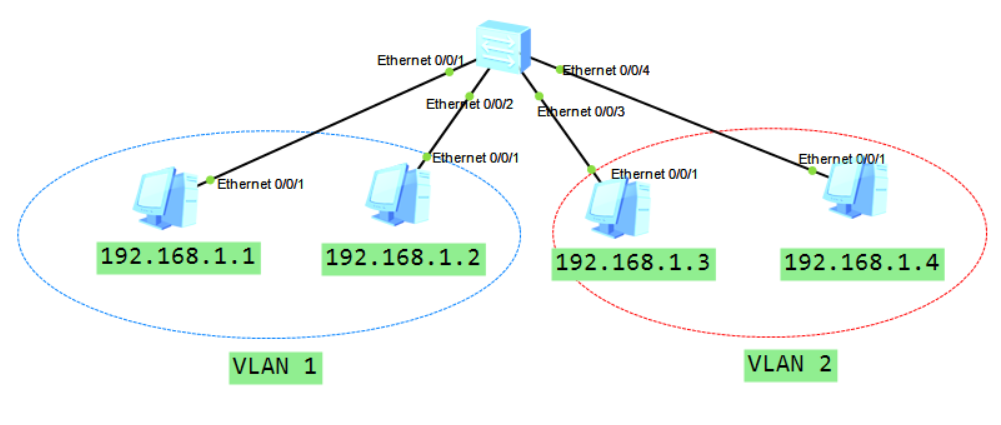 Ethernet 0/0/1
Ethernet 0/0/4
Ethernet 0/0/2
Ethernet 0/0/3
Ethernet 0/0/1
Ethernet 0/0/1
Ethernet 0/0/1
Ethernet 0/0/1
192.168.1.1
192.168.1.2
192.168.1.3
192.168.1.4
VLAN 1
VLAN 2